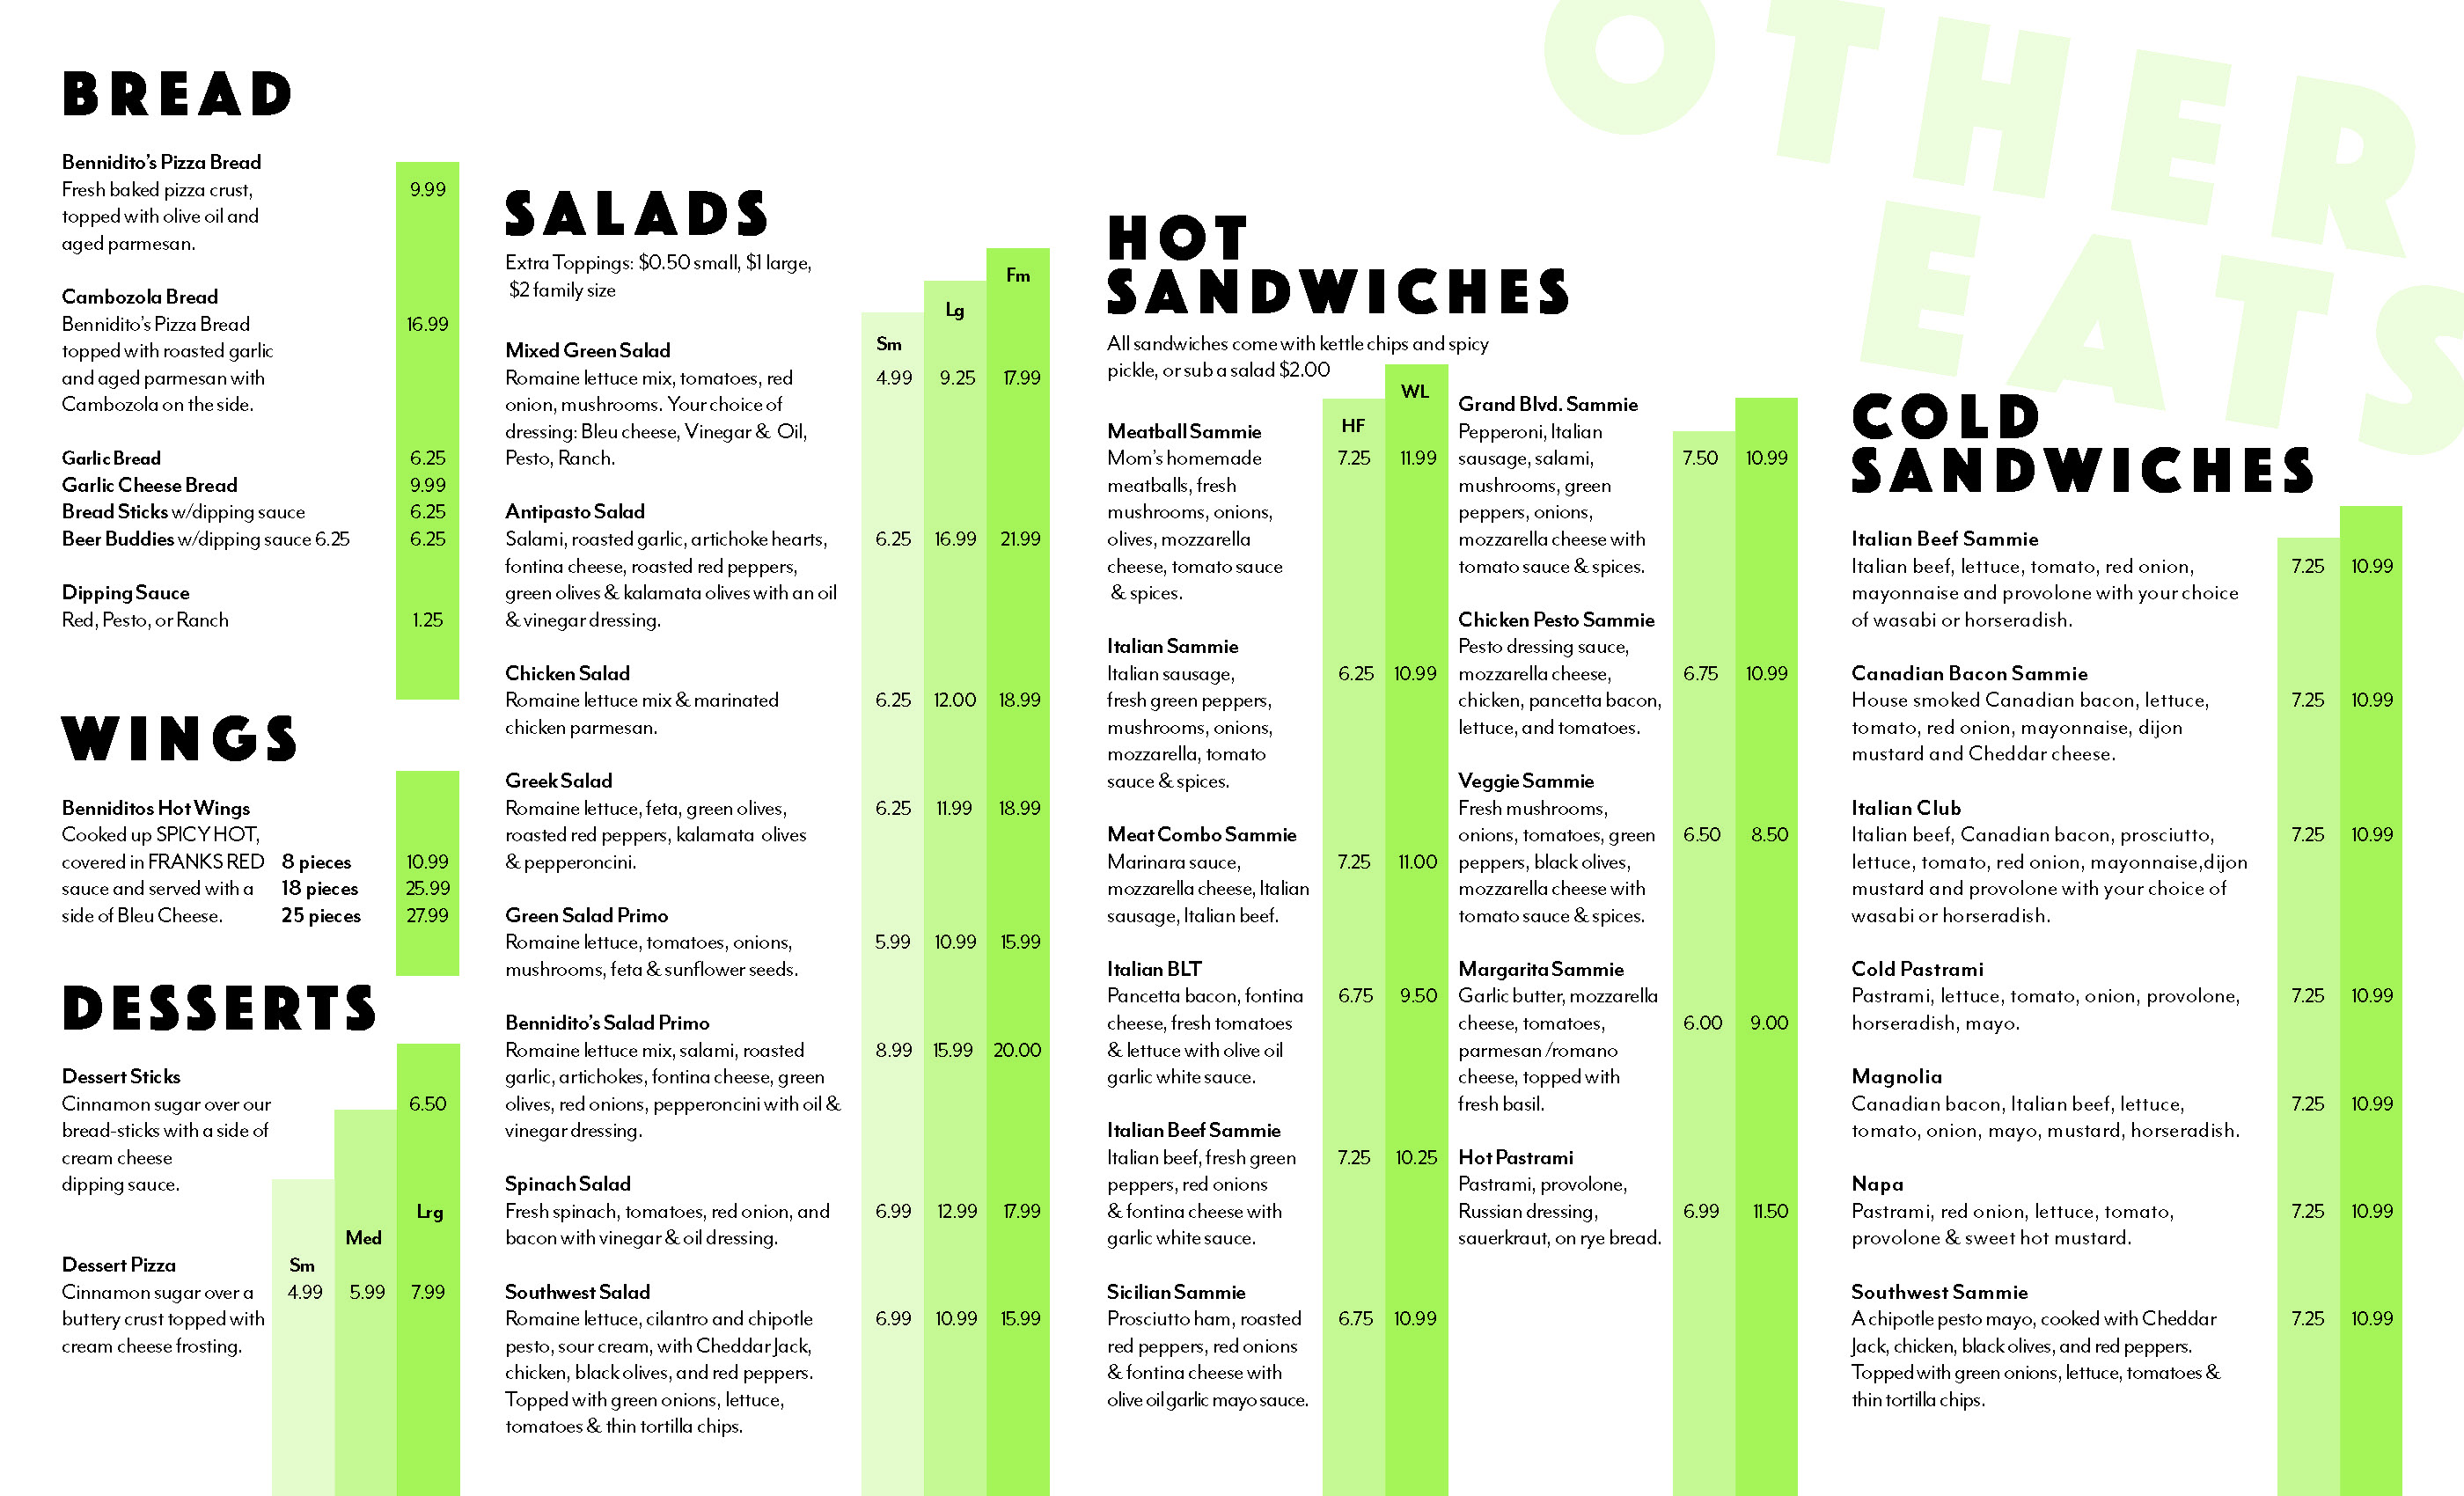 OTHER
EATS
BREAD
Bennidito's Pizza Bread
Fresh baked pizza crust, 9.99
topped with olive oil and
aged parmesan.
Cambozola Bread
Bennidito's Pizza Bread 16.99
topped with roasted garlic
and aged parmesan with
Cambozola on the side.
Garlic Bread 6.25
Garlic Cheese Bread 9.99
Bread Sticks w/dipping sauce 6.25
Beer Buddies w/dipping sauce 6.25 6.25
Dipping Sauce
Red, Pesto, or Ranch 1.25
WINGS
Benniditos Hot Wings
Cooked up SPICY HOT,
covered in FRANKS RED 8 pieces 10.99
sauce and served with a 18 pieces 25.99
side of Bleu Cheese. 25 pieces 27.99
DESSERTS
Dessert Sticks
Cinnamon sugar over our 6.50
bread-sticks with a side of
cream cheese
dipping sauce.
Lrg
Med
Dessert Pizza Sm
Cinnamon sugar over a 4.99 5.99 7.99
buttery crust topped with
cream cheese frosting.
SALADS
Extra Toppings: $0.50 small, $1 large,
$2 family size
Fm
Lg
Sm
Mixed Green Salad
Romaine lettuce mix, tomatoes, red 4.99 9.25 17.99
onion, mushrooms. Your choice of
dressing: Bleu cheese, Vinegar & Oil,
Pesto, Ranch.
Antipasto Salad
Salami, roasted garlic, artichoke hearts, 6.25 16.99 21.99
fontina cheese, roasted red peppers,
green olives & kalamata olives with an oil
& vinegar dressing.
Chicken Salad
Romaine lettuce mix & marinated 6.25 12.00 18.99
chicken parmesan.
Greek Salad
Romaine lettuce, feta, green olives, 6.25 11.99 18.99
roasted red peppers, kalamata olives
& pepperoncini.
Green Salad Primo
Romaine lettuce, tomatoes, onions, 5.99 10.99 15.99
mushrooms, feta & sunflower seeds.
Bennidito's Salad Primo
Romaine lettuce mix, salami, roasted 8.99 15.99 20.00
garlic, artichokes, fontina cheese, green
olives, red onions, pepperoncini with oil &
vinegar dressing.
Spinach Salad
Fresh spinach, tomatoes, red onion, and 6.99 12.99 17.99
bacon with vinegar & oil dressing.
Southwest Salad
Romaine lettuce, cilantro and chipotle 6.99 10.99 15.99
pesto, sour cream, with Cheddar Jack,
chicken, black olives, and red peppers.
Topped with green onions, lettuce,
tomatoes & thin tortilla chips.
HOT
SANDWICHES
All sandwiches come with kettle chips and spicy
pickle, or sub a salad $2.00
WL
HF
Meatball Sammie
Mom's homemade 7.25 11.99
meatballs, fresh
mushrooms, onions,
olives, mozzarella
cheese, tomato sauce
& spices.
Italian Sammie
Italian sausage, 6.25 10.99
fresh green peppers,
mushrooms, onions,
mozzarella, tomato
sauce & spices.
Meat Combo Sammie
Marinara sauce, 7.25 11.00
mozzarella cheese, Italian
sausage, Italian beef.
Italian BLT
Pancetta bacon, fontina 6.75 9.50
cheese, fresh tomatoes
& lettuce with olive oil
garlic white sauce.
Italian Beef Sammie
Italian beef, fresh green 7.25 10.25
peppers, red onions
& fontina cheese with
garlic white sauce.
Sicilian Sammie
Prosciutto ham, roasted 6.75 10.99
red peppers, red onions
& fontina cheese with
olive oil garlic mayo sauce.
Grand Blvd. Sammie
Pepperoni, Italian
sausage, salami, 7.50 10.99
mushrooms, green
peppers, onions,
mozzarella cheese with
tomato sauce & spices.
Chicken Pesto Sammie
Pesto dressing sauce,
mozzarella cheese, 6.75 10.99
chicken, pancetta bacon,
lettuce, and tomatoes.
Veggie Sammie
Fresh mushrooms,
onions, tomatoes, green 6.50 8.50
peppers, black olives,
mozzarella cheese with
tomato sauce & spices.
Margarita Sammie
Garlic butter, mozzarella
cheese, tomatoes, 6.00 9.00
parmesan /romano
cheese, topped with
fresh basil.
Hot Pastrami
Pastrami, provolone,
Russian dressing, 6.99 11.50
sauerkraut, on rye bread.
COLD
SANDWICHES
Italian Beef Sammie
Italian beef, lettuce, tomato, red onion, 7.25 10.99
mayonnaise and provolone with your choice
of wasabi or horseradish.
Canadian Bacon Sammie
House smoked Canadian bacon, lettuce, 7.25 10.99
tomato, red onion, mayonnaise, dijon
mustard and Cheddar cheese.
Italian Club
Italian beef, Canadian bacon, prosciutto, 7.25 10.99
lettuce, tomato, red onion, mayonnaise,dijon
mustard and provolone with your choice of
wasabi or horseradish.
Cold Pastrami
Pastrami, lettuce, tomato, onion, provolone, 7.25 10.99
horseradish, mayo.
Magnolia
Canadian bacon, Italian beef, lettuce, 7.25 10.99
tomato, onion, mayo, mustard, horseradish.
Napa
Pastrami, red onion, lettuce, tomato, 7.25 10.99
provolone & sweet hot mustard.
Southwest Sammie
A chipotle pesto mayo, cooked with Cheddar 7.25 10.99
Jack, chicken, black olives, and red peppers.
Topped with green onions, lettuce, tomatoes &
thin tortilla chips.